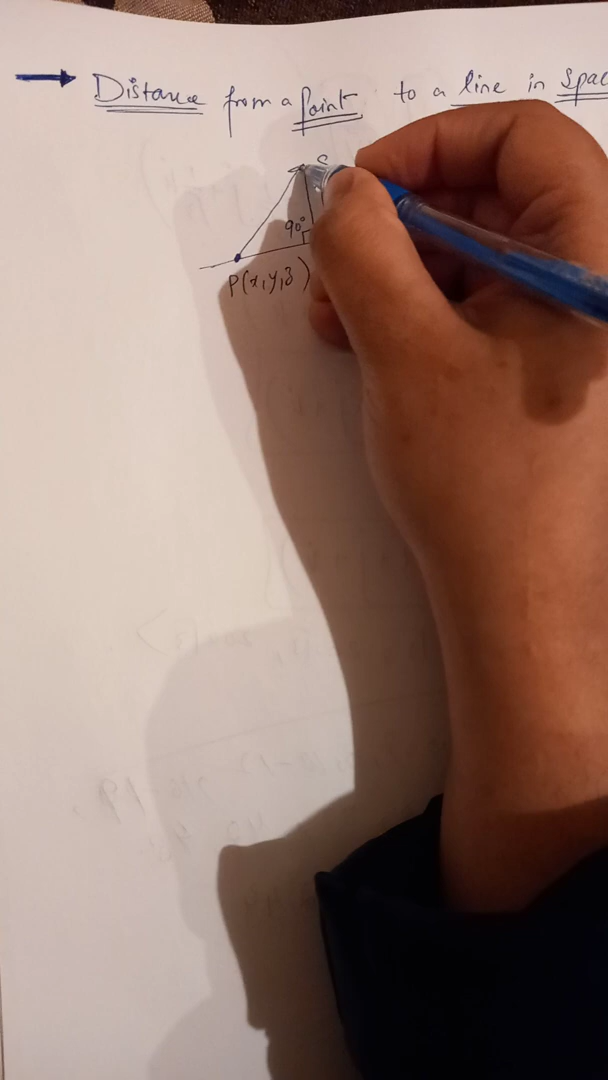 Distance from a point to a line in Spac
S
90°
P(x,y,z)